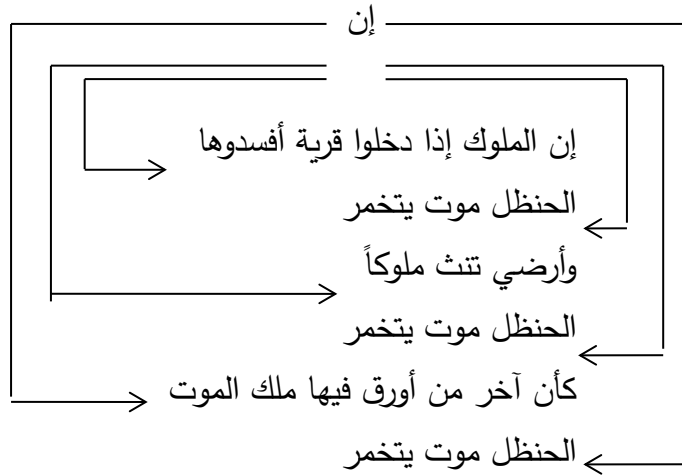 إن
إن الملوك إذا دخلوا قرية أفسدوها
الحنظل موت يتخمر
وأرضي تنث ملوكاً
الحنظل موت يتخمر
كأن آخر من أورق فيها ملك الموت
الحنظل موت يتخمر